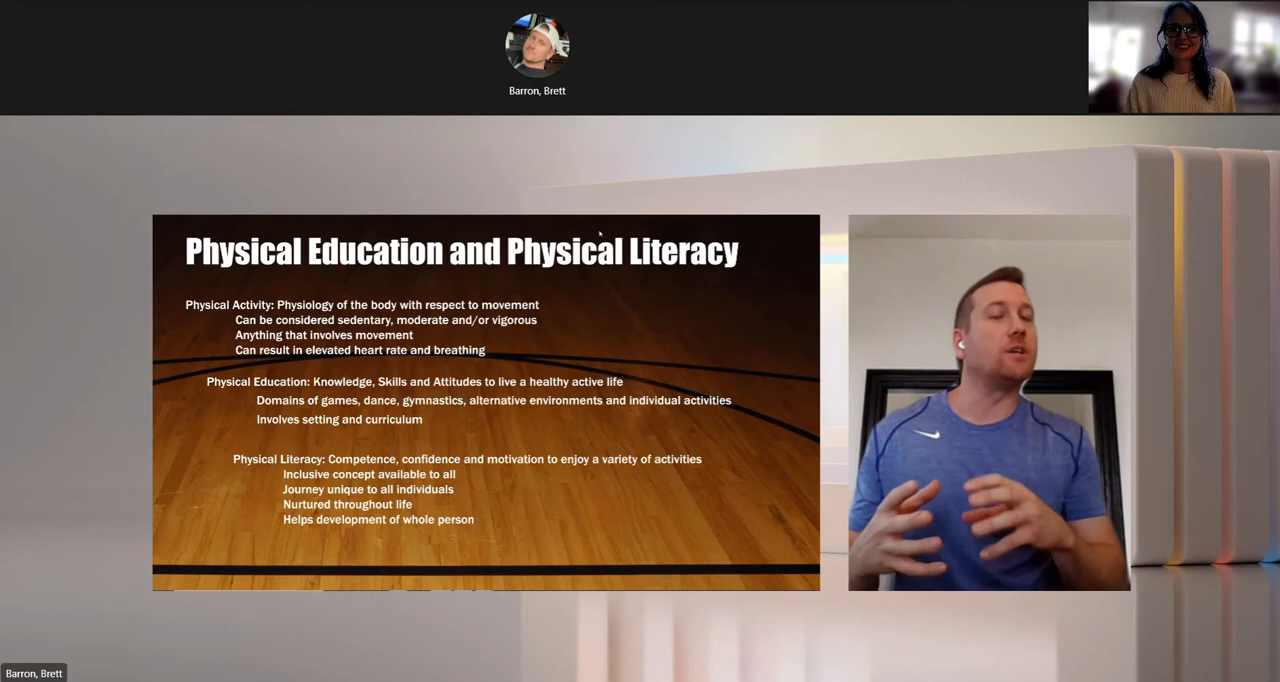 Barron, Brett
Physical Education and Physical Literacy
Physical Activity: Physiology of the body with respect to movement
Can be considered sedentary, moderate and/or vigorous
Anything that involves movement
Can result in elevated heart rate and breathing
Physical Education: Knowledge, Skills and Attitudes to live a healthy active life
Domains of games, dance, gymnastics, alternative environments and individual activities
Involves setting and curriculum
Physical Literacy: Competence, confidence and motivation to enjoy a variety of activities
Inclusive concept available to all
Journey unique to all individuals
Nurtured throughout life
Helps development of whole person
Barron, Brett